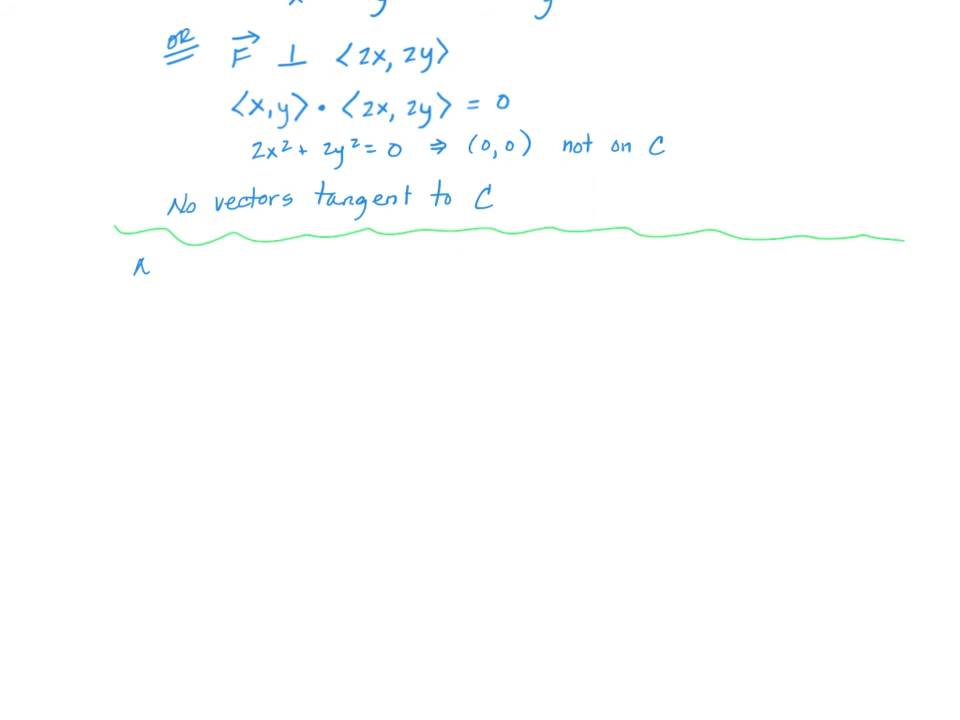 OR F⃗ ⊥ ⟨2x, 2y⟩
⟨x,y⟩ • ⟨2x, 2y⟩ = 0
2x² + 2y² = 0 ⇒ (0,0) not on C
No vectors tangent to C